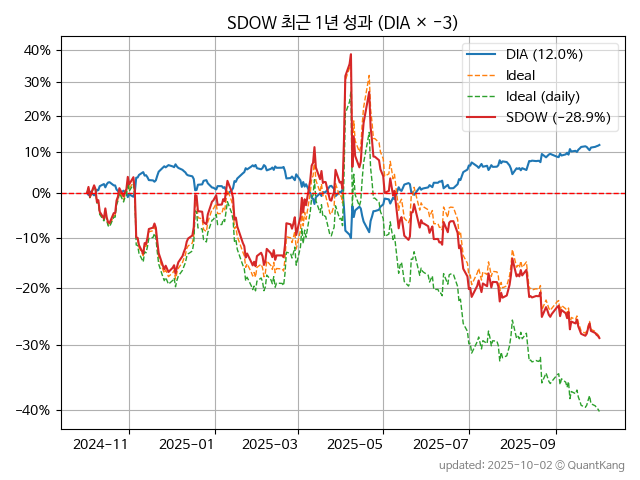 SDOW 최근 1년 성과 (DIA × −3)
40%
30%
20%
10%
0%
−10%
−20%
−30%
−40%
DIA (12.0%)
Ideal
Ideal (daily)
SDOW (−28.9%)
2024-11
2025-01
2025-03
2025-05
2025-07
2025-09
updated: 2025-10-02 © QuantKang